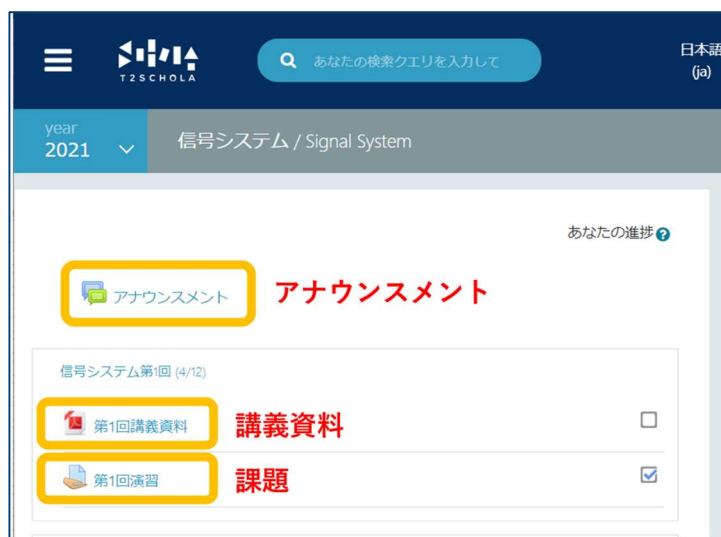 T2SCHOLA
あなたの検索クエリを入力して
日本語
(ja)
year
2021
信号システム / Signal System
あなたの進捗
アナウンスメント
アナウンスメント
信号システム第1回 (4/12)
第1回講義資料
講義資料
第1回演習
課題